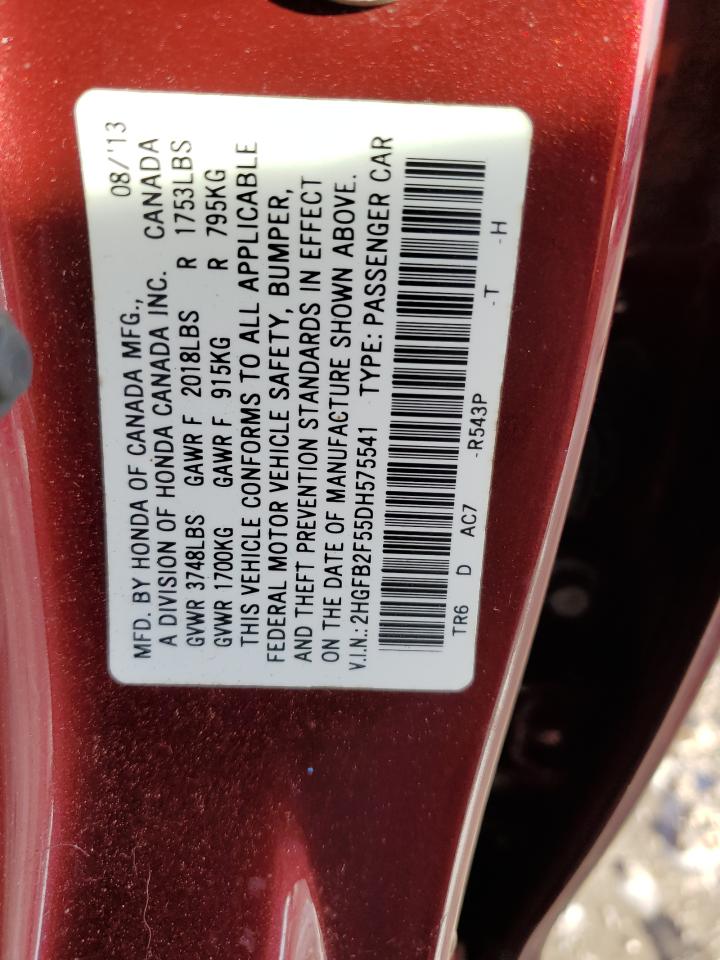 MFD. BY HONDA OF CANADA MFG., 08/'13
A DIVISION OF HONDA CANADA INC. CANADA
GVWR 3748LBS GAWR F 2018LBS R 1753LBS
GVWR 1700KG GAWR F 915KG R 795KG
THIS VEHICLE CONFORMS TO ALL APPLICABLE
FEDERAL MOTOR VEHICLE SAFETY, BUMPER,
AND THEFT PREVENTION STANDARDS IN EFFECT
ON THE DATE OF MANUFACTURE SHOWN ABOVE.
V.I.N.: 2HGFB2F55DH575541 TYPE: PASSENGER CAR
TR6 D AC7 -R543P -T -H